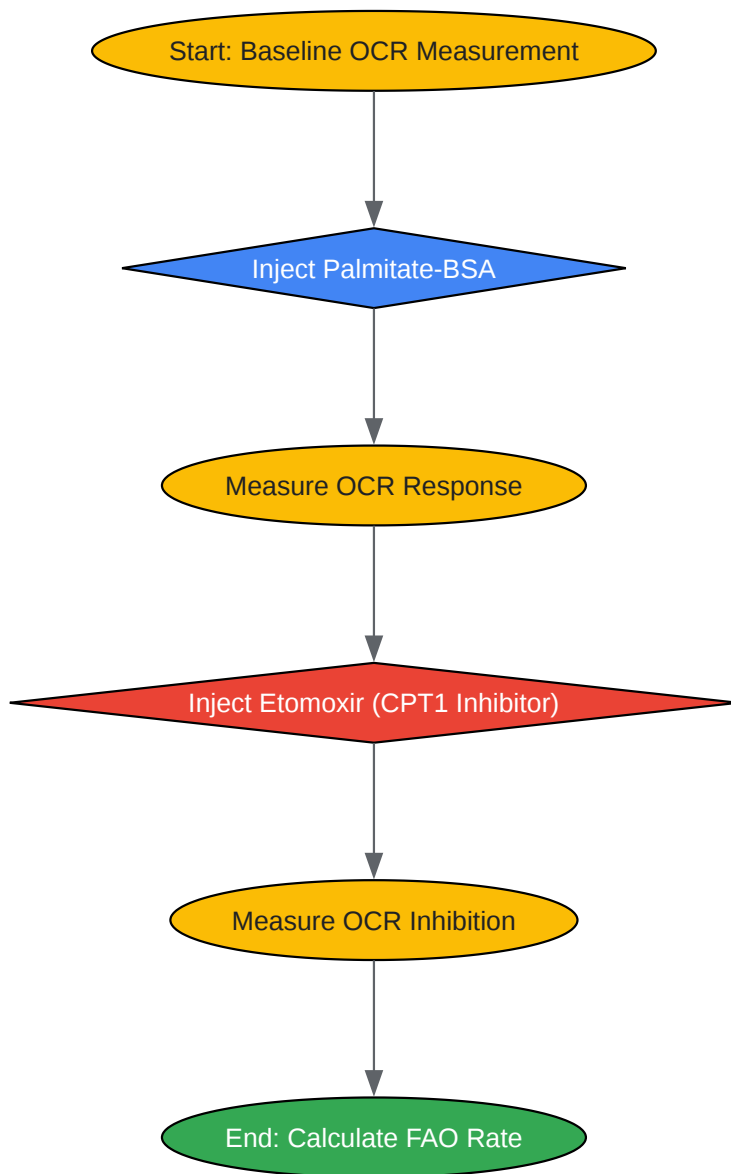 Start: Baseline OCR Measurement
Inject Palmitate-BSA
Measure OCR Response
Inject Etomoxir (CPT1 Inhibitor)
Measure OCR Inhibition
End: Calculate FAO Rate